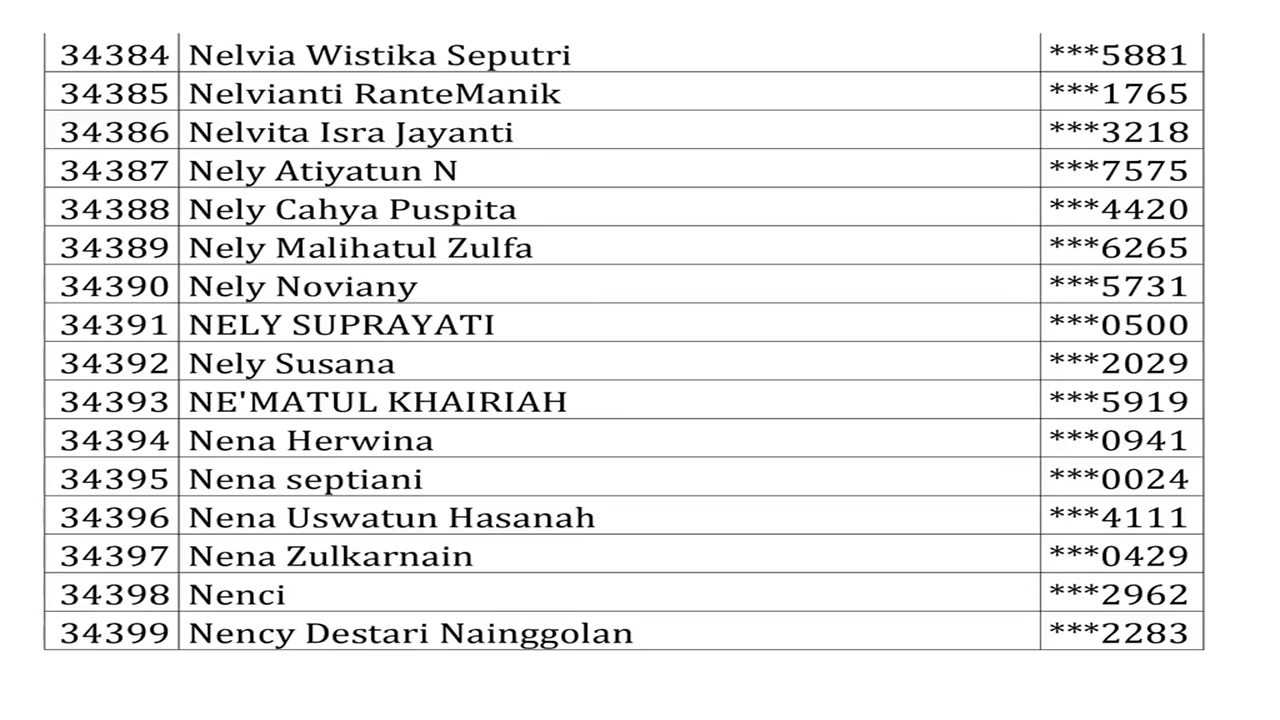 34384 Nelvia Wistika Seputri ***5881
34385 Nelvianti RanteManik ***1765
34386 Nelvita Isra Jayanti ***3218
34387 Nely Atiyatun N ***7575
34388 Nely Cahya Puspita ***4420
34389 Nely Malihatul Zulfa ***6265
34390 Nely Noviany ***5731
34391 NELY SUPRAYATI ***0500
34392 Nely Susana ***2029
34393 NE'MATUL KHAIRIAH ***5919
34394 Nena Herwina ***0941
34395 Nena septiani ***0024
34396 Nena Uswatun Hasanah ***4111
34397 Nena Zulkarnain ***0429
34398 Nenci ***2962
34399 Nency Destari Nainggolan ***2283